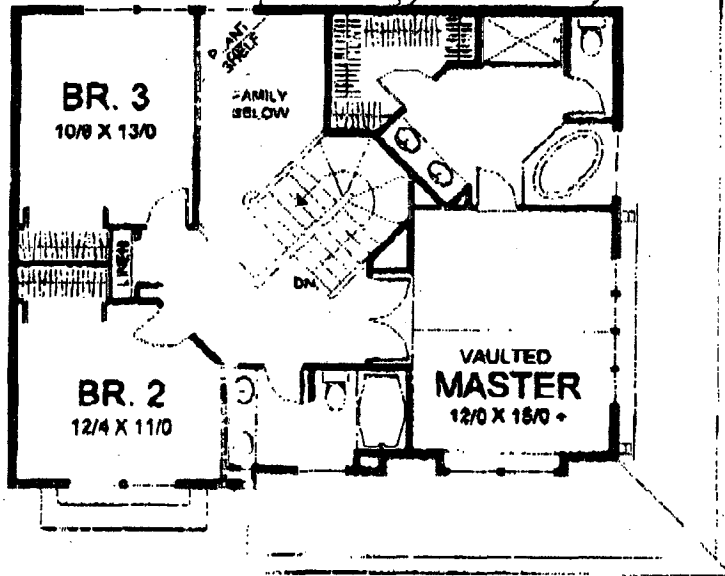 PLANT
SHELF
BR. 3
10/8 X 13/0
FAMILY
BELOW
LINEN
DN.
BR. 2
12/4 X 11/0
VAULTED
MASTER
12/0 X 15/0 +